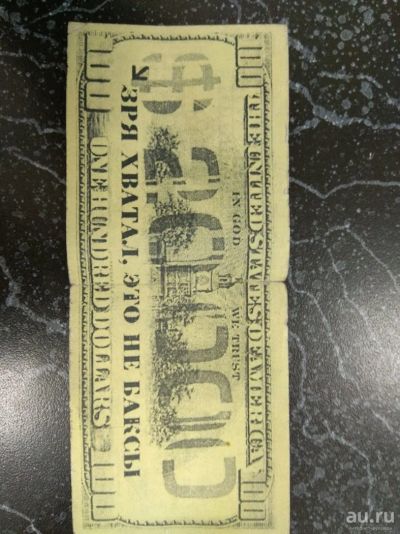 100 THE UNITED STATES OF AMERICA 100
IN GOD WE TRUST
$
ЗРЯ ХВАТАЛ, ЭТО НЕ БАКСЫ
100 ONE HUNDRED DOLLARS 100
au.ru